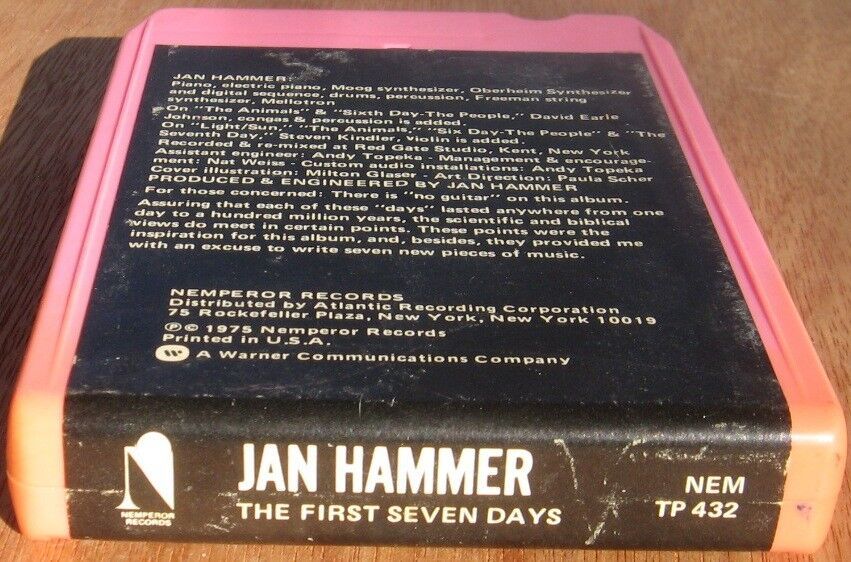 JAN HAMMER:
Piano, electric piano, Moog synthesizer, Oberheim Synthesizer
and digital sequence, drums, percussion, Freeman string
synthesizer, Mellotron
On "The Animals" & "Sixth Day-The People," David Earle
Johnson, congas & percussion is added.
On "Light/Sun," "The Animals," "Six Day-The People" & "The
Seventh Day," Steven Kindler, violin is added.
Recorded & re-mixed at Red Gate Studio, Kent, New York
Assistant engineer: Andy Topeka - Management & encourage-
ment: Nat Weiss - Custom audio installations: Andy Topeka
Cover illustration: Milton Glaser - Art Direction: Paula Scher
PRODUCED & ENGINEERED BY JAN HAMMER
For those concerned: There is "no guitar" on this album.
Assuring that each of these "days" lasted anywhere from one
day to a hundred million years, the scientific and biblical
views do meet in certain points. These points were the
inspiration for this album, and, besides, they provided me
with an excuse to write seven new pieces of music.
NEMPEROR RECORDS
Distributed by Atlantic Recording Corporation
75 Rockefeller Plaza, New York, New York 10019
℗ © 1975 Nemperor Records
Printed in U.S.A.
A Warner Communications Company
NEMPEROR
RECORDS
JAN HAMMER
THE FIRST SEVEN DAYS
NEM
TP 432